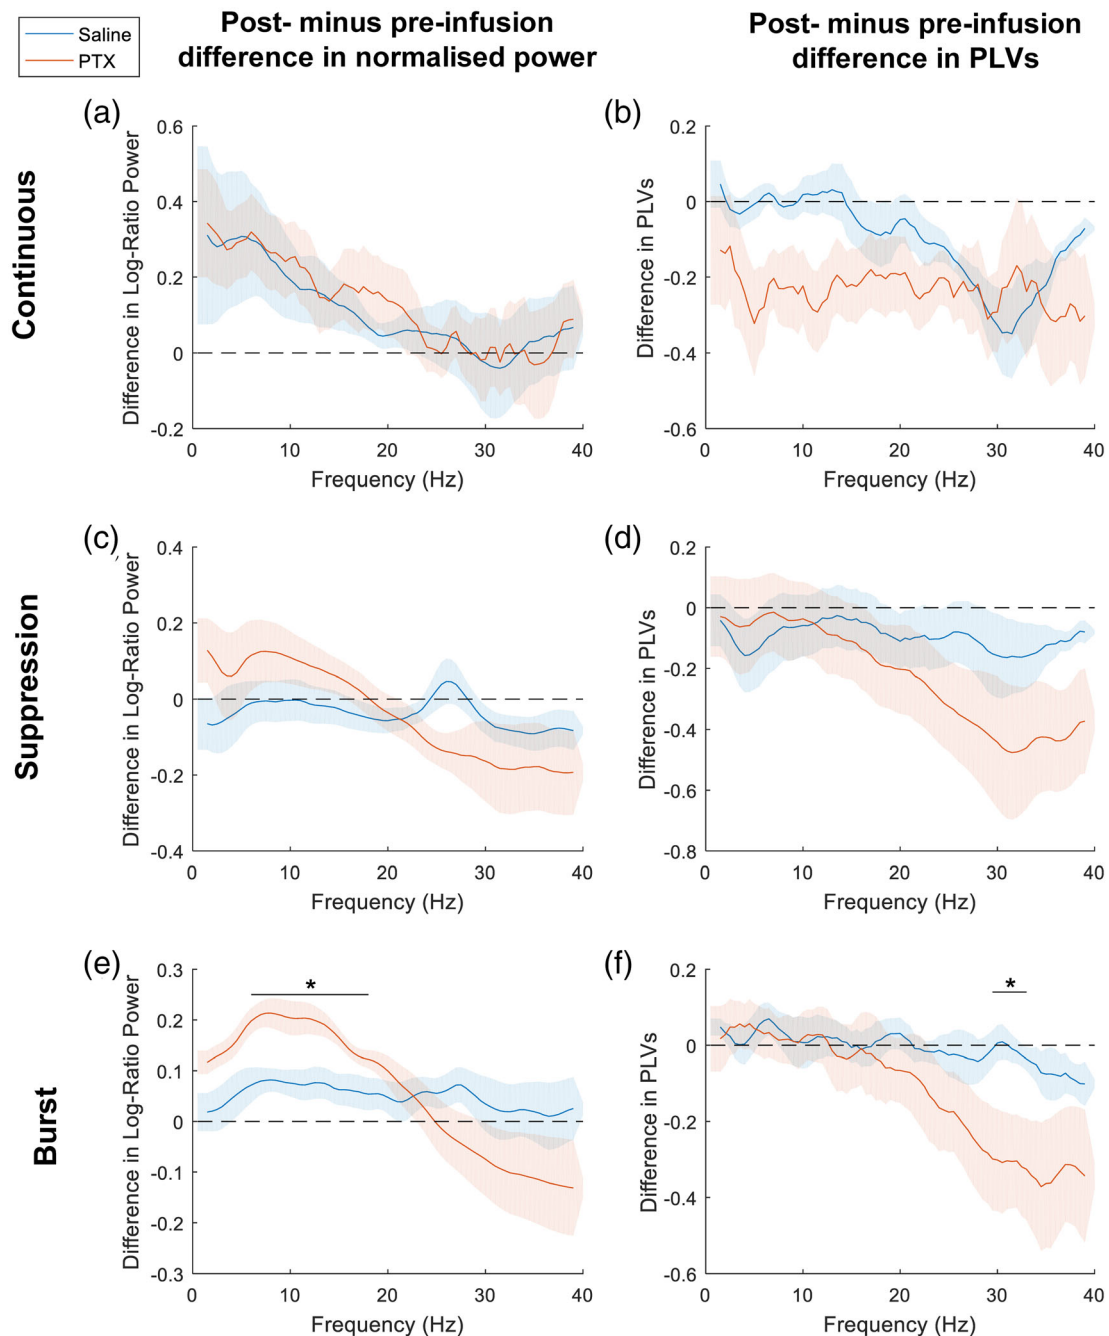 Saline
PTX
Post- minus pre-infusion
difference in normalised power
Post- minus pre-infusion
difference in PLVs
Continuous
(a)
Difference in Log-Ratio Power
0.6
0.4
0.2
0
-0.2
0 10 20 30 40
Frequency (Hz)
(b)
Difference in PLVs
0.2
0
-0.2
-0.4
-0.6
0 10 20 30 40
Frequency (Hz)
Suppression
(c)
Difference in Log-Ratio Power
0.4
0.2
0
-0.2
-0.4
0 10 20 30 40
Frequency (Hz)
(d)
Difference in PLVs
0.2
0
-0.2
-0.4
-0.6
-0.8
0 10 20 30 40
Frequency (Hz)
Burst
(e)
Difference in Log-Ratio Power
0.3
0.2
0.1
0
-0.1
-0.2
-0.3
*
0 10 20 30 40
Frequency (Hz)
(f)
Difference in PLVs
0.2
0
-0.2
-0.4
-0.6
*
0 10 20 30 40
Frequency (Hz)